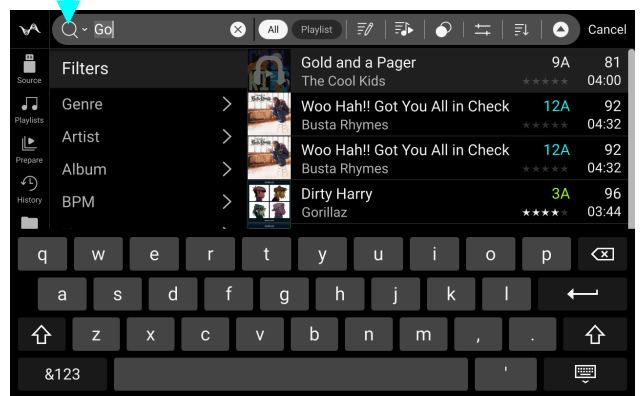 Go
All
Playlist
Cancel
Source
Playlists
Prepare
History
Filters
Genre
Artist
Album
BPM
Gold and a Pager 9A 81
The Cool Kids 04:00
Woo Hah!! Got You All in Check 12A 92
Busta Rhymes 04:32
Woo Hah!! Got You All in Check 12A 92
Busta Rhymes 04:32
Dirty Harry 3A 96
Gorillaz 03:44
q w e r t y u i o p
a s d f g h j k l
z x c v b n m , .
&123 '